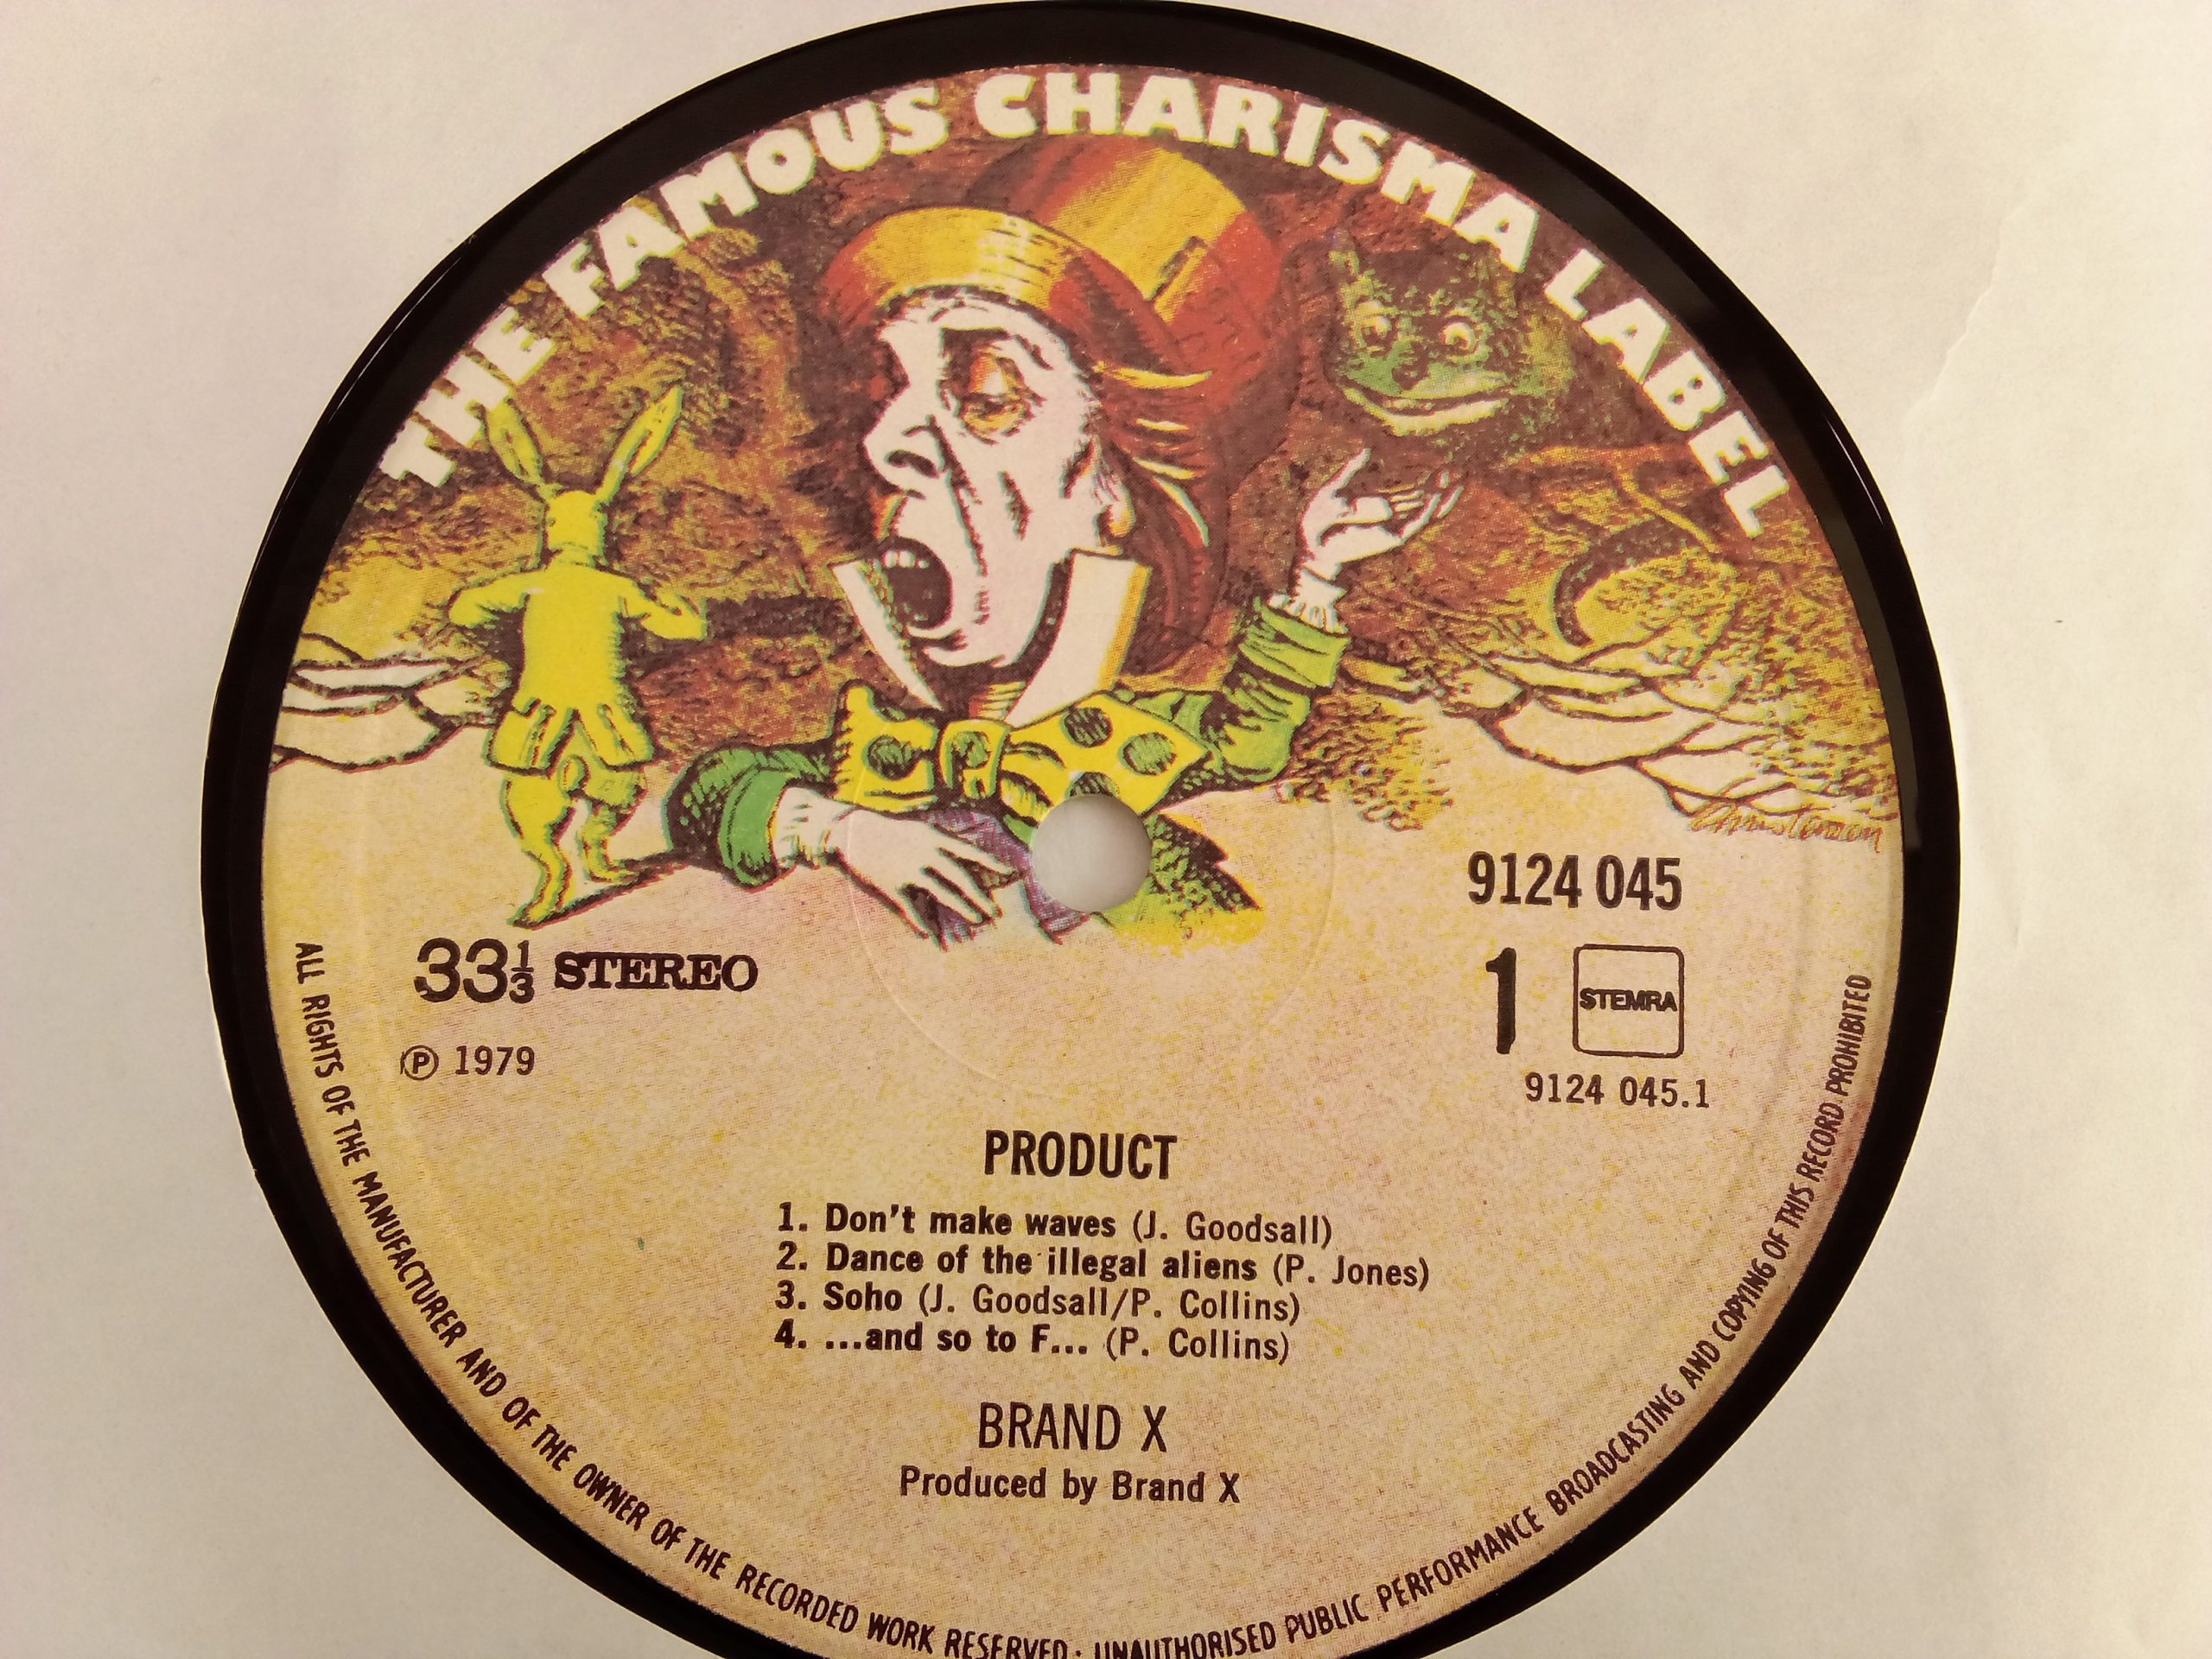 THE FAMOUS CHARISMA LABEL
9124 045
33⅓ STEREO
1 STEMRA
℗ 1979
9124 045.1
PRODUCT
1. Don't make waves (J. Goodsall)
2. Dance of the illegal aliens (P. Jones)
3. Soho (J. Goodsall/P. Collins)
4. ...and so to F... (P. Collins)
BRAND X
Produced by Brand X
ALL RIGHTS OF THE MANUFACTURER AND OF THE OWNER OF THE RECORDED WORK RESERVED · UNAUTHORISED PUBLIC PERFORMANCE BROADCASTING AND COPYING OF THIS RECORD PROHIBITED